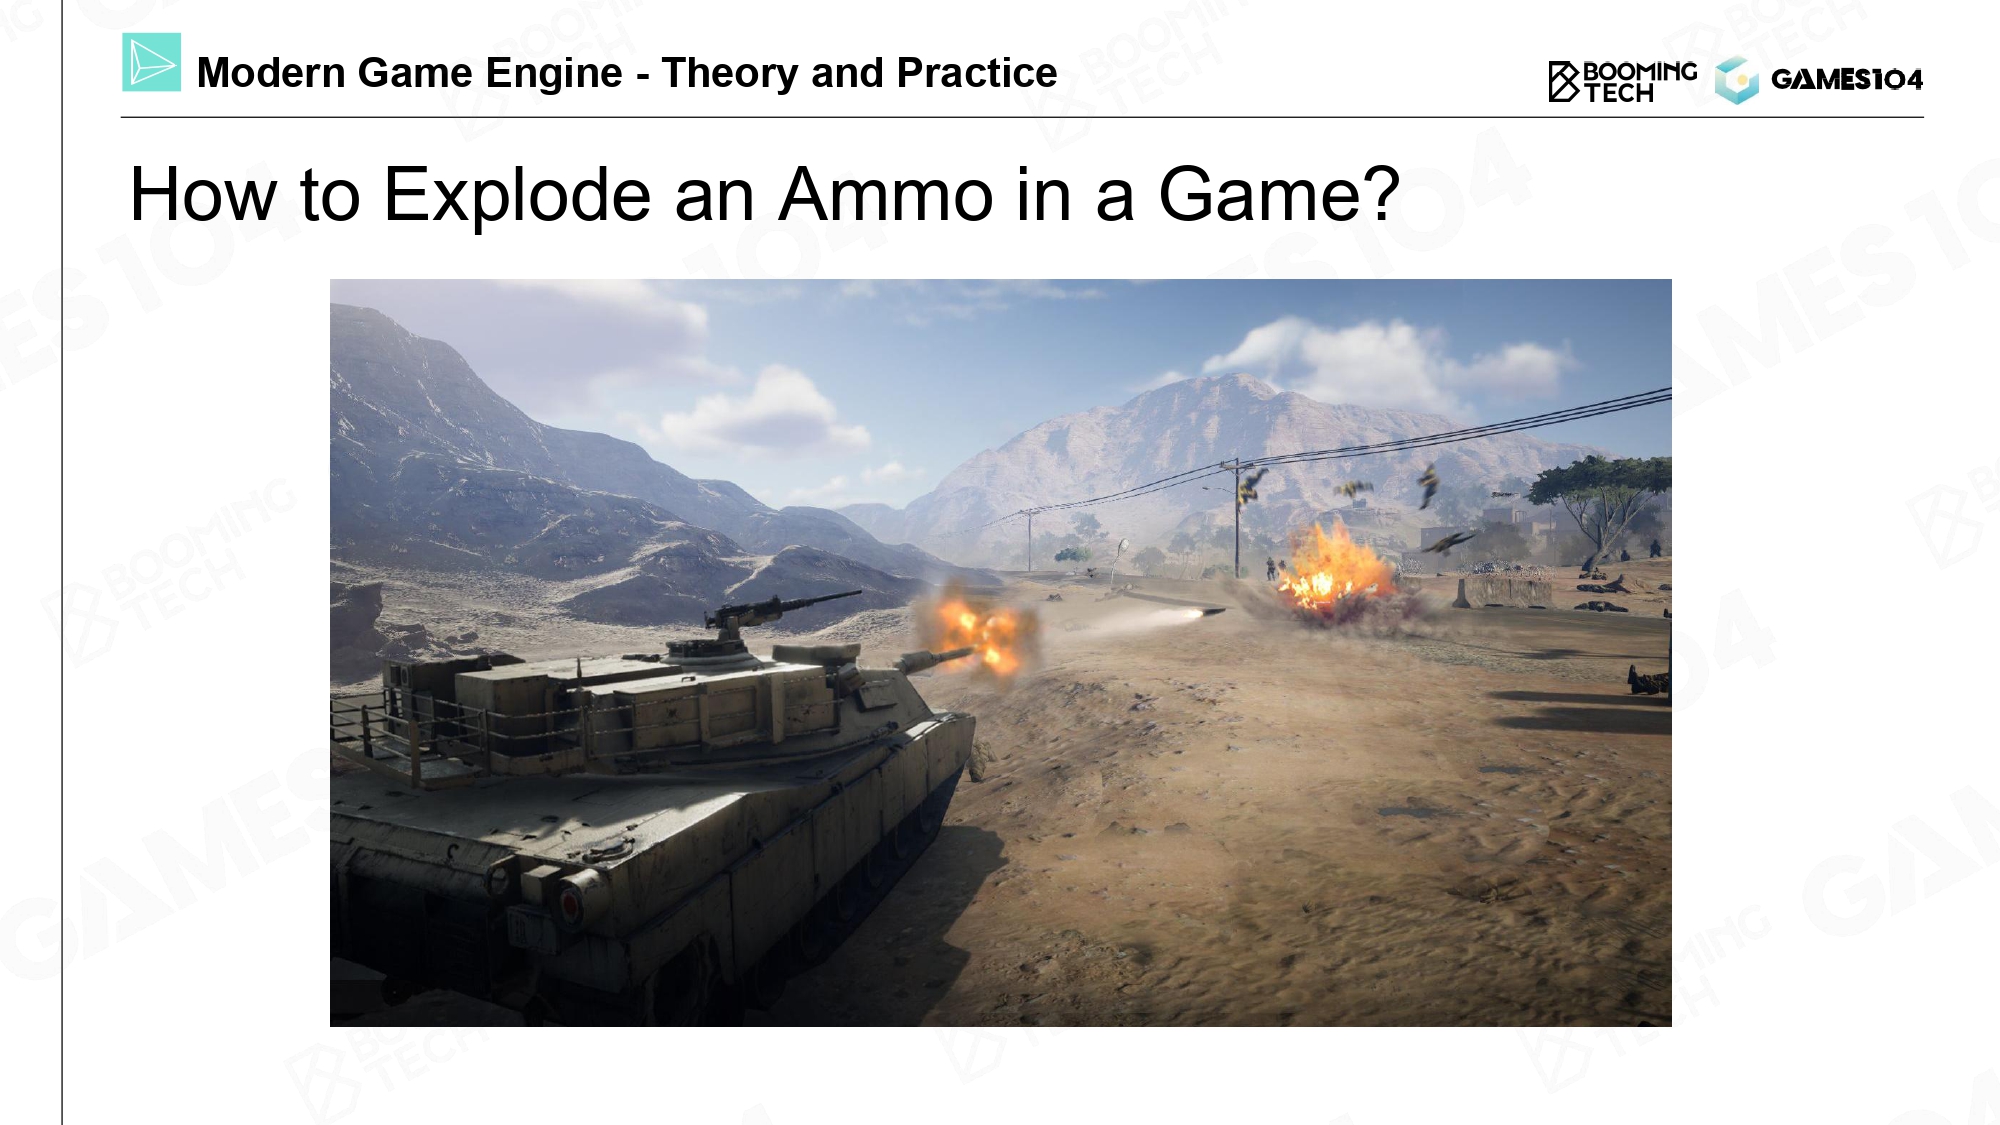 Modern Game Engine - Theory and Practice
BOOMING
TECH
GAMES104
How to Explode an Ammo in a Game?